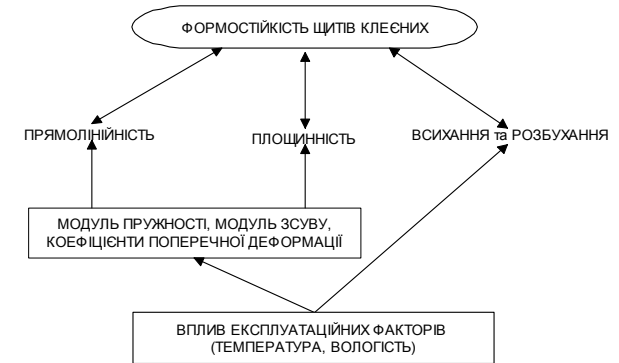 ФОРМОСТІЙКІСТЬ ЩИТІВ КЛЕЄНИХ
ПРЯМОЛІНІЙНІСТЬ
ПЛОЩИННІСТЬ
ВСИХАННЯ та РОЗБУХАННЯ
МОДУЛЬ ПРУЖНОСТІ, МОДУЛЬ ЗСУВУ,
КОЕФІЦІЄНТИ ПОПЕРЕЧНОЇ ДЕФОРМАЦІЇ
ВПЛИВ ЕКСПЛУАТАЦІЙНИХ ФАКТОРІВ
(ТЕМПЕРАТУРА, ВОЛОГІСТЬ)